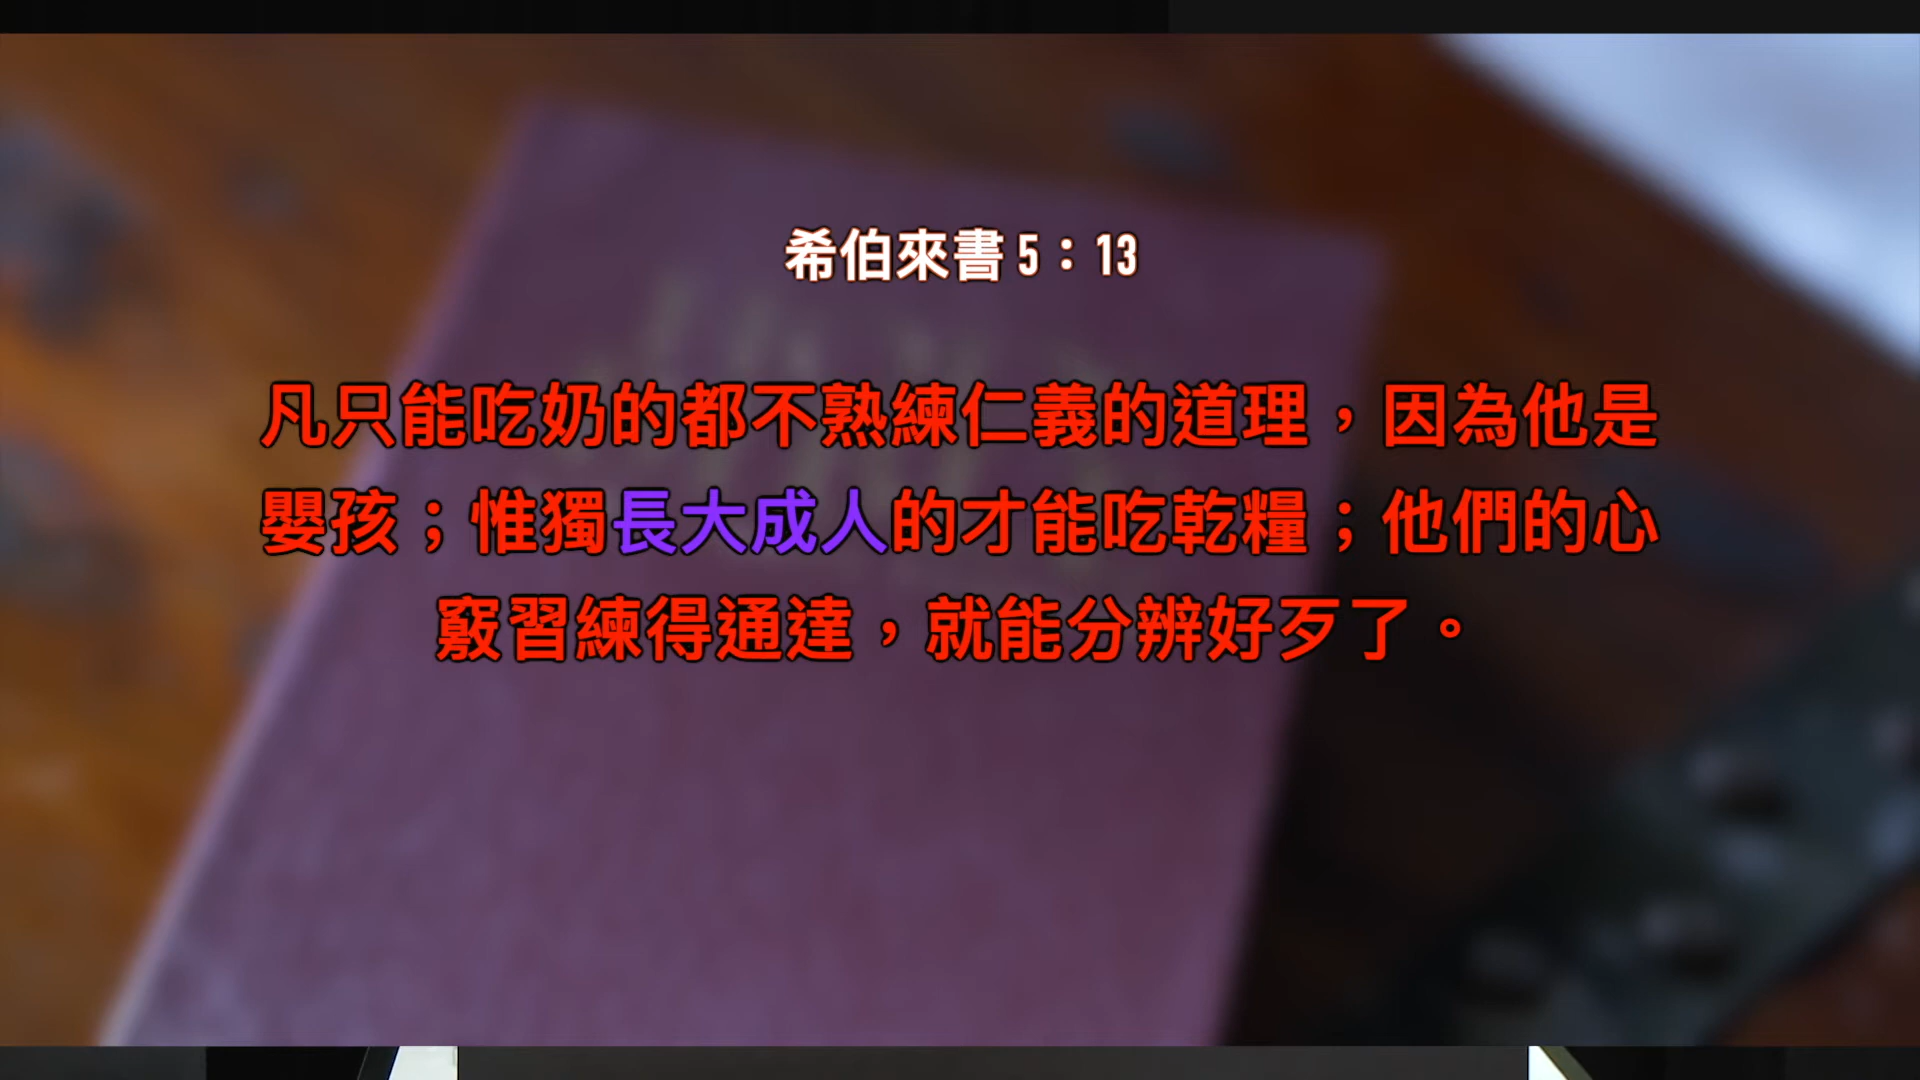 希伯來書 5：13
凡只能吃奶的都不熟練仁義的道理，因為他是
嬰孩；惟獨長大成人的才能吃乾糧；他們的心
竅習練得通達，就能分辨好歹了。